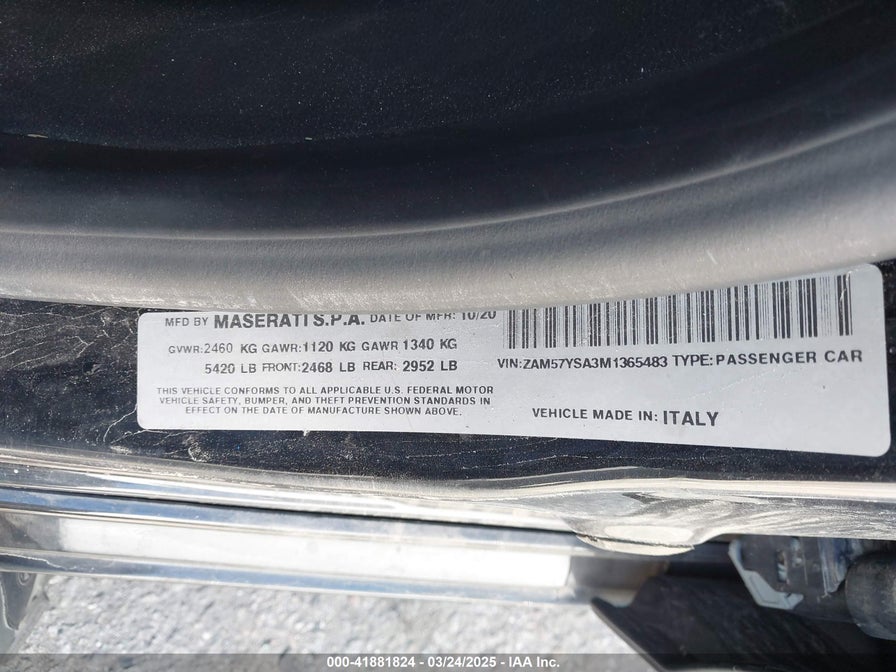 MFD BY MASERATI S.P.A. DATE OF MFR: 10/20
GVWR:2460 KG GAWR:1120 KG GAWR 1340 KG
5420 LB FRONT:2468 LB REAR: 2952 LB
THIS VEHICLE CONFORMS TO ALL APPLICABLE U.S. FEDERAL MOTOR
VEHICLE SAFETY, BUMPER, AND THEFT PREVENTION STANDARDS IN
EFFECT ON THE DATE OF MANUFACTURE SHOWN ABOVE.
VIN:ZAM57YSA3M1365483 TYPE:PASSENGER CAR
VEHICLE MADE IN: ITALY
000-41881824 - 03/24/2025 - IAA Inc.